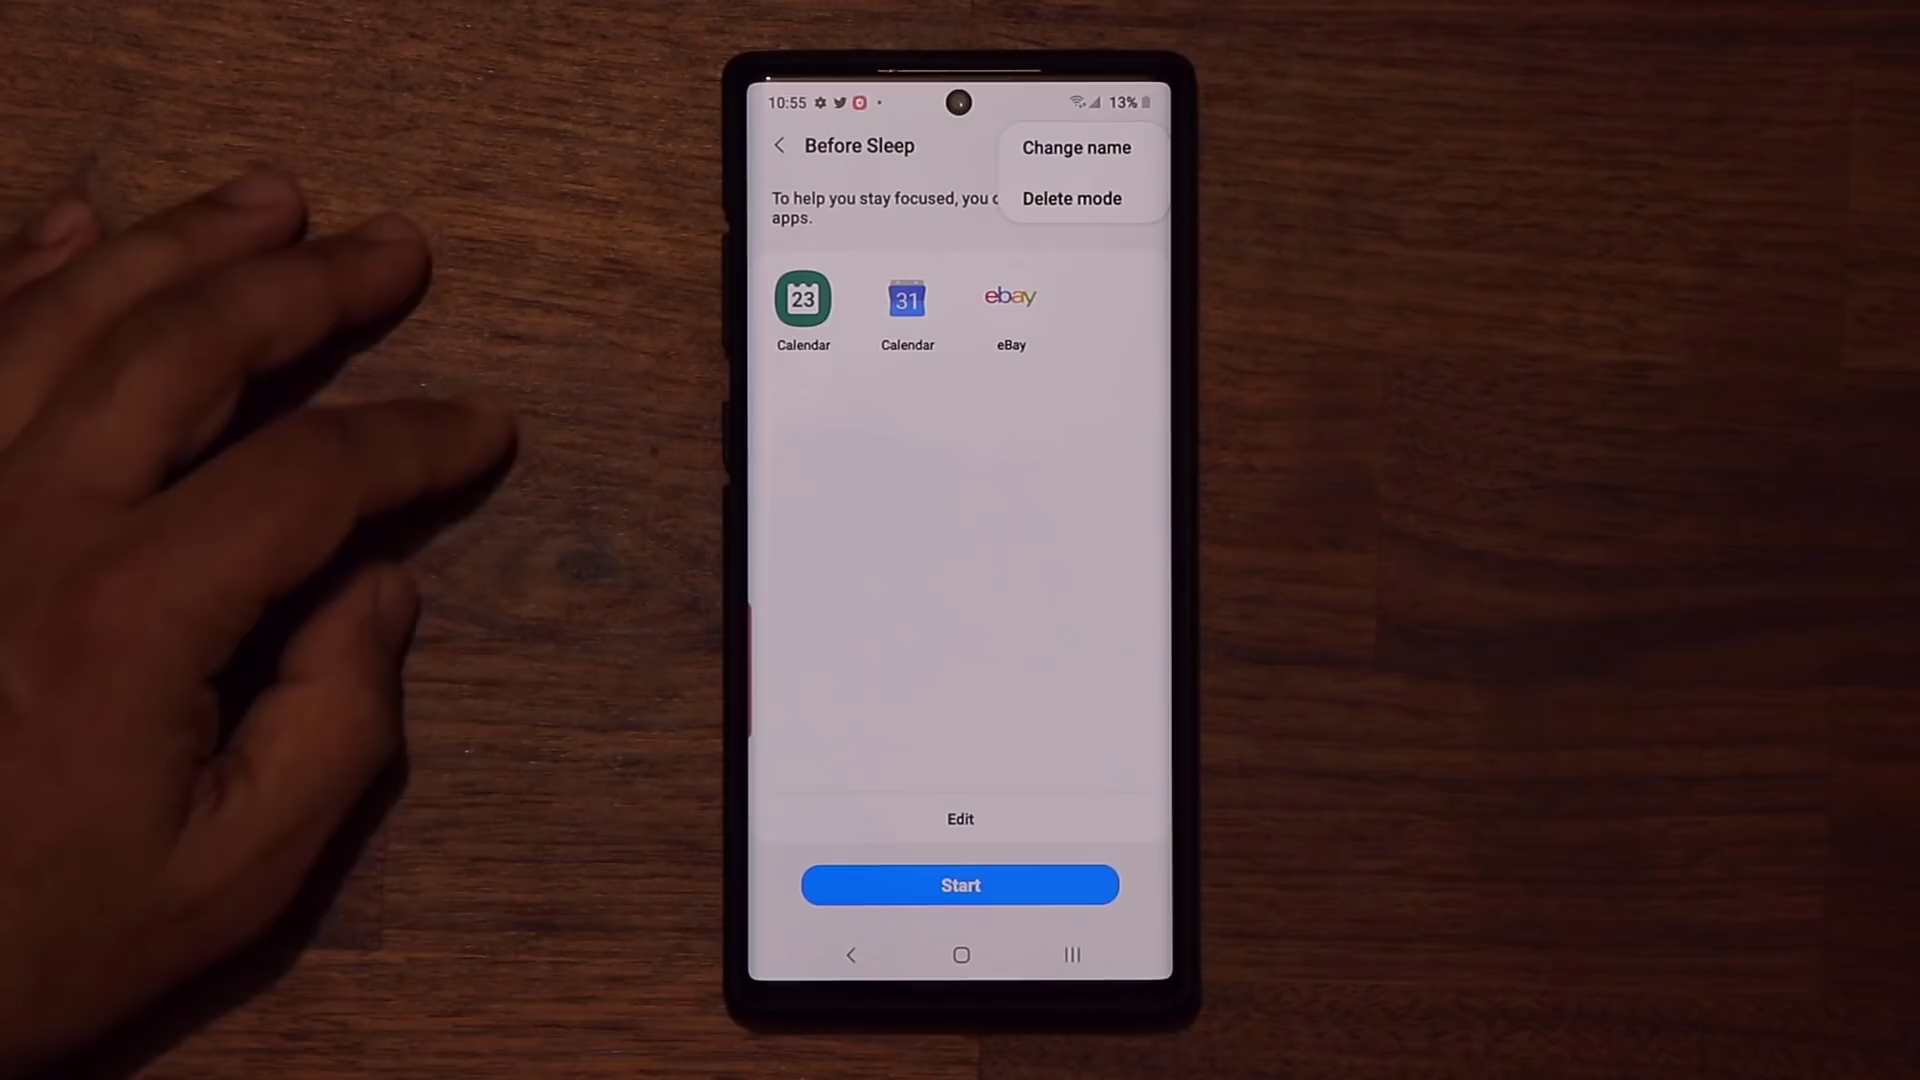 10:55 13%
Before Sleep
Change name
Delete mode
To help you stay focused, you
apps.
23 31 ebay
Calendar Calendar eBay
Edit
Start